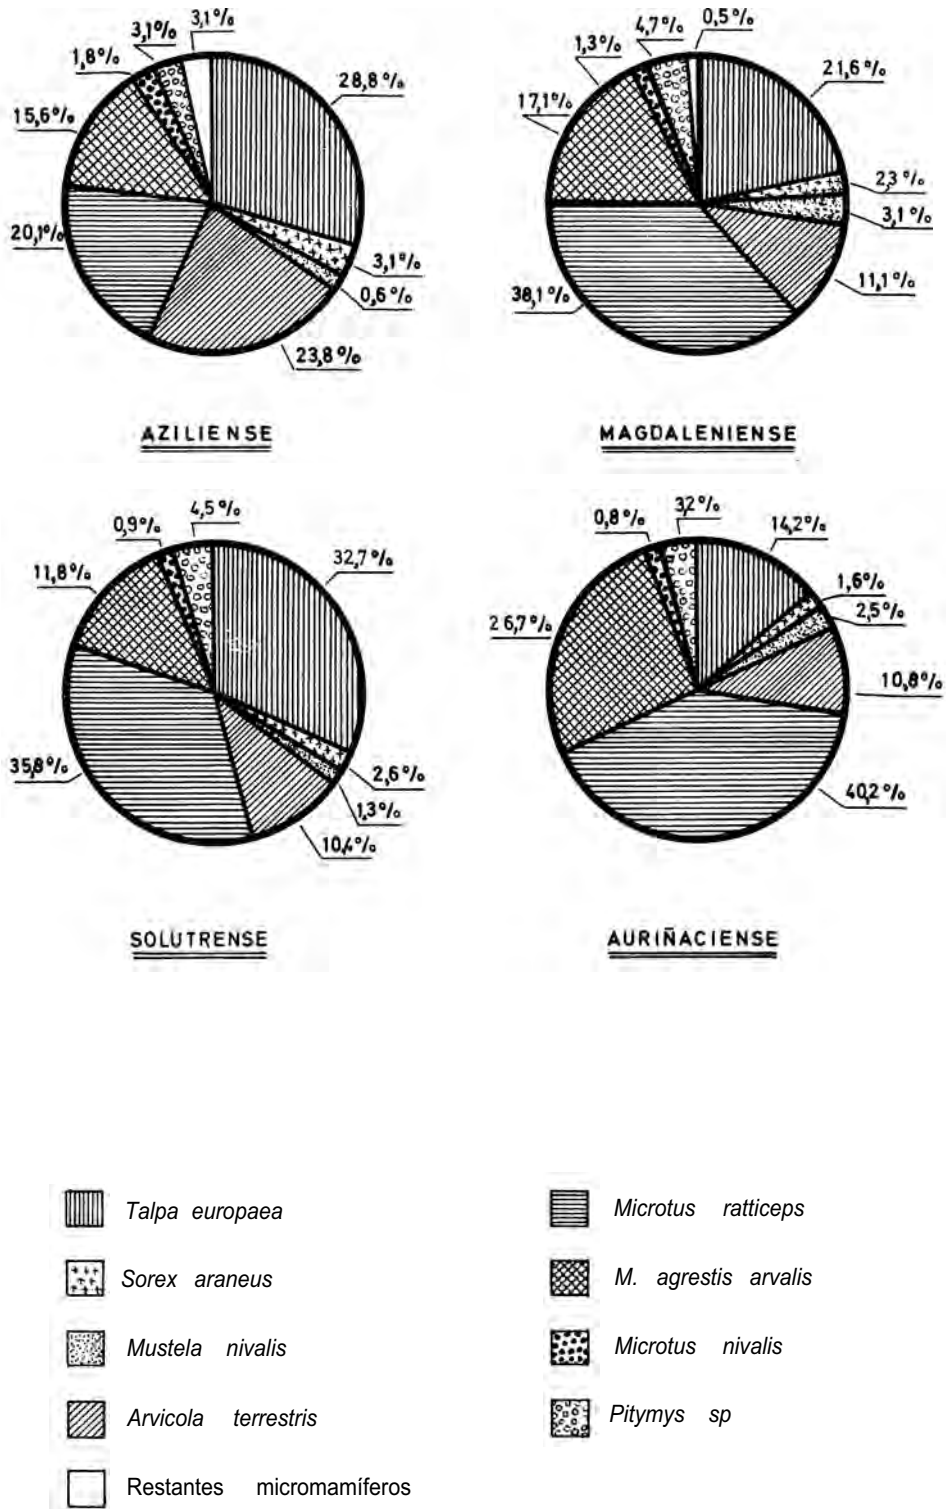 3,1%
3,1%
1,8%
28,8%
15,6%
20,1%
3,1%
0,6%
23,8%
AZILIENSE
0,5%
4,7%
1,3%
21,6%
17,1%
2,3%
3,1%
11,1%
38,1%
MAGDALENIENSE
4,5%
0,9%
32,7%
11,8%
35,8%
2,6%
1,3%
10,4%
SOLUTRENSE
3,2%
0,8%
14,2%
1,6%
2,5%
26,7%
10,8%
40,2%
AURIÑACIENSE
Talpa europaea
Sorex araneus
Mustela nivalis
Arvicola terrestris
Restantes micromamíferos
Microtus ratticeps
M. agrestis arvalis
Microtus nivalis
Pitymys sp